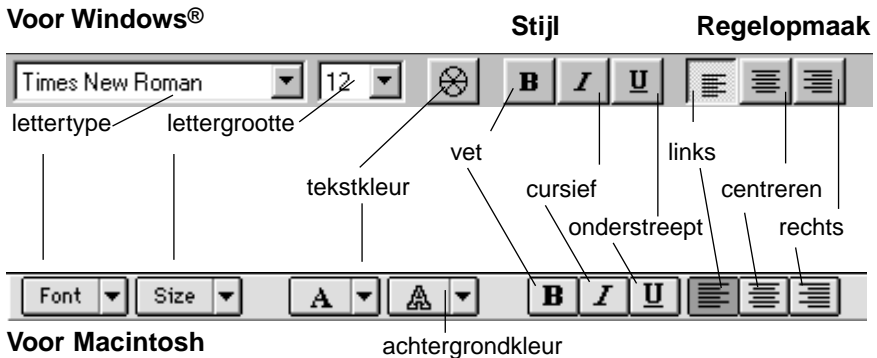 Voor Windows®
Stijl Regelopmaak
Times New Roman 12 B I U
lettertype lettergrootte
vet links
tekstkleur cursief centreren
onderstreept rechts
Font Size A A B I U
Voor Macintosh achtergrondkleur